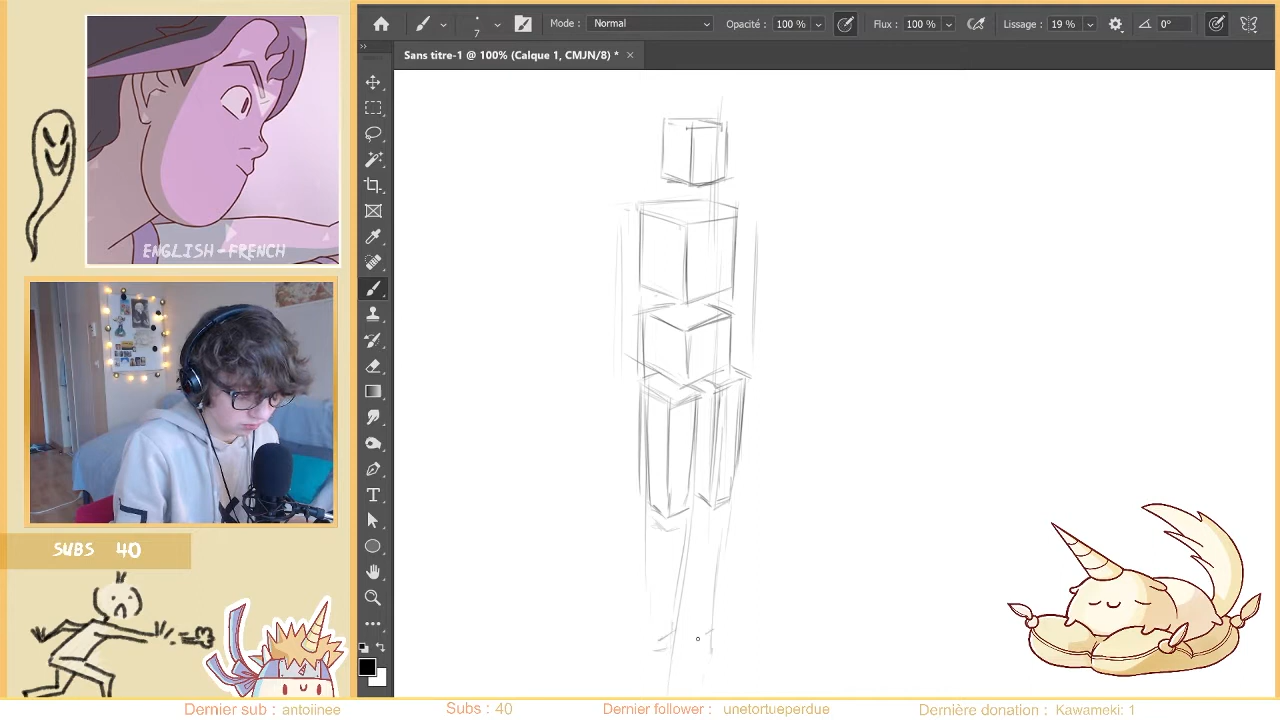 Mode : Normal Opacité : 100 % Flux : 100 % Lissage : 19 % 0°
7
Sans titre-1 @ 100% (Calque 1, CMJN/8) * ×
ENGLISH-FRENCH
SUBS 40
Dernier sub : antoiinee Subs : 40 Dernier follower : unetortueperdue Dernière donation : Kawameki: 1